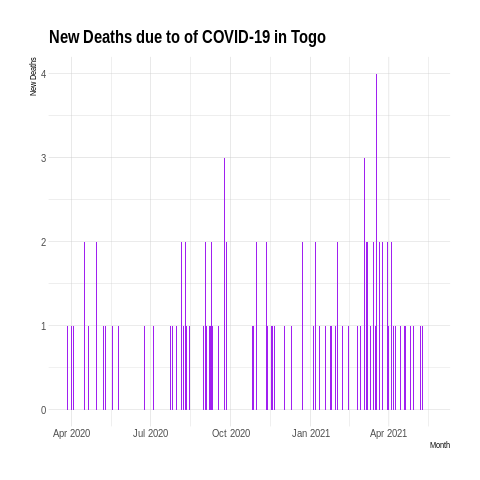 New Deaths due to of COVID-19 in Togo
New Deaths
4
3
2
1
0
Apr 2020 Jul 2020 Oct 2020 Jan 2021 Apr 2021
Month